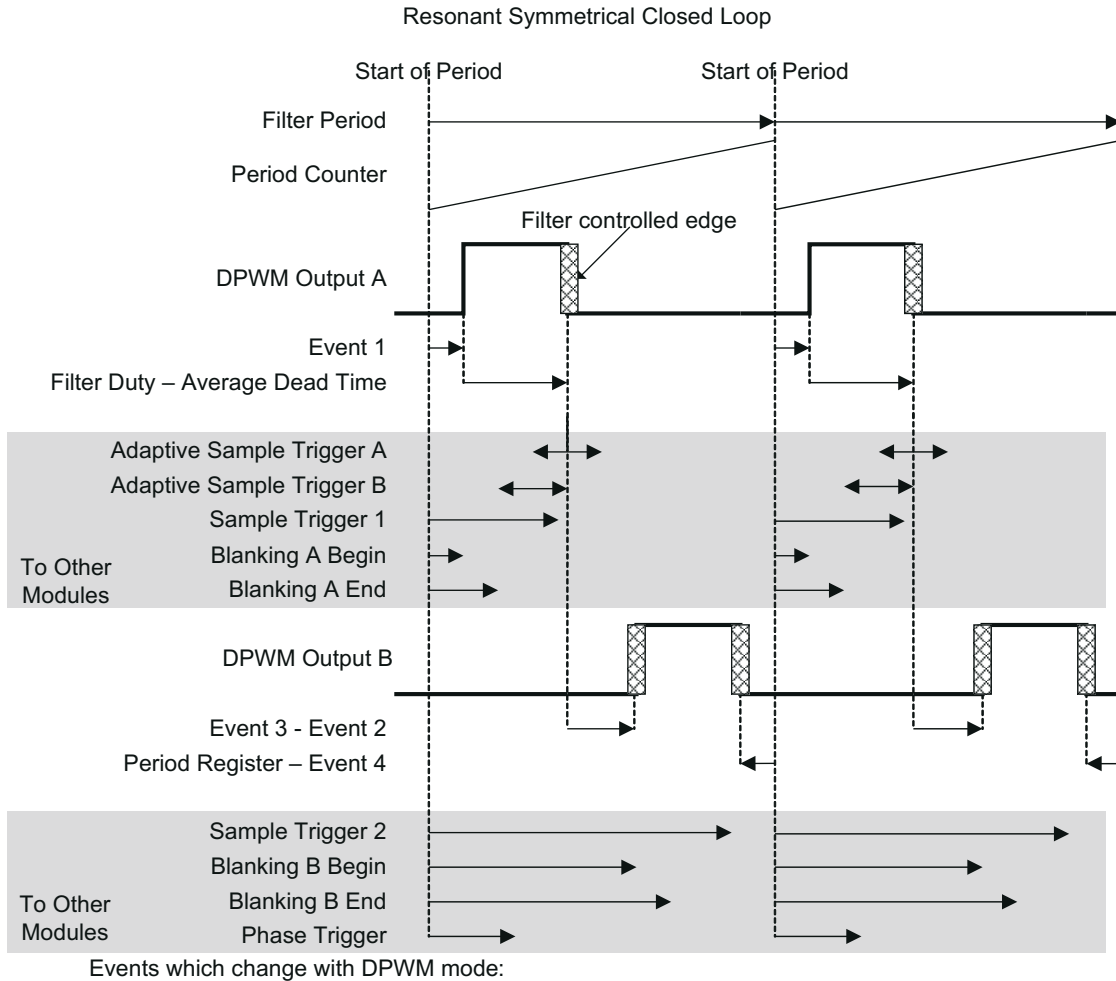 Resonant Symmetrical Closed Loop
Start of Period
Start of Period
Filter Period
Period Counter
Filter controlled edge
DPWM Output A
Event 1
Filter Duty – Average Dead Time
Adaptive Sample Trigger A
Adaptive Sample Trigger B
Sample Trigger 1
Blanking A Begin
To Other
Modules
Blanking A End
DPWM Output B
Event 3 - Event 2
Period Register – Event 4
Sample Trigger 2
Blanking B Begin
Blanking B End
To Other
Modules
Phase Trigger
Events which change with DPWM mode: